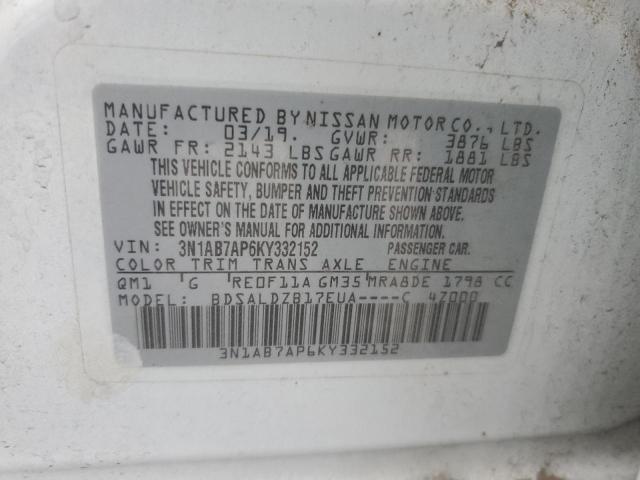 MANUFACTURED BY NISSAN MOTOR CO., LTD.
DATE: 03/19. GVWR: 3876 LBS
GAWR FR: 2143 LBS GAWR RR: 1881 LBS
THIS VEHICLE CONFORMS TO ALL APPLICABLE FEDERAL MOTOR
VEHICLE SAFETY, BUMPER AND THEFT PREVENTION STANDARDS
IN EFFECT ON THE DATE OF MANUFACTURE SHOWN ABOVE.
SEE OWNER'S MANUAL FOR ADDITIONAL INFORMATION.
VIN: 3N1AB7AP6KY332152 PASSENGER CAR.
COLOR TRIM TRANS AXLE ENGINE
QM1 G RE0F11A GM35 MRA8DE 1798 CC
MODEL: BDSALDZB17EUA----C 4Z000
3N1AB7AP6KY332152